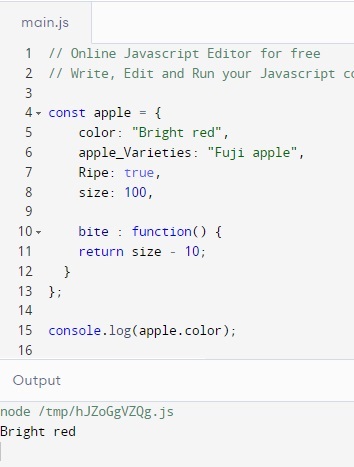 main.js
1 // Online Javascript Editor for free
2 // Write, Edit and Run your Javascript
3
4 const apple = {
5 color: "Bright red",
6 apple_Varieties: "Fuji apple",
7 Ripe: true,
8 size: 100,
9
10 bite : function() {
11 return size - 10;
12 }
13 };
14
15 console.log(apple.color);
16
Output
node /tmp/hJZoGgVZQg.js
Bright red